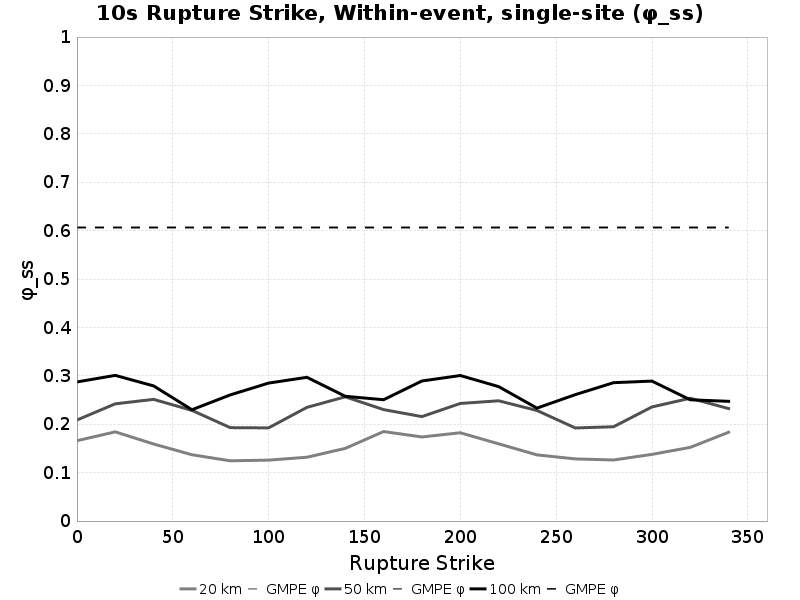 10s Rupture Strike, Within-event, single-site (φ_ss)
1
0.9
0.8
0.7
0.6
0.5
0.4
0.3
0.2
0.1
0
φ_ss
0 50 100 150 200 250 300 350
Rupture Strike
20 km GMPE φ 50 km GMPE φ 100 km GMPE φ